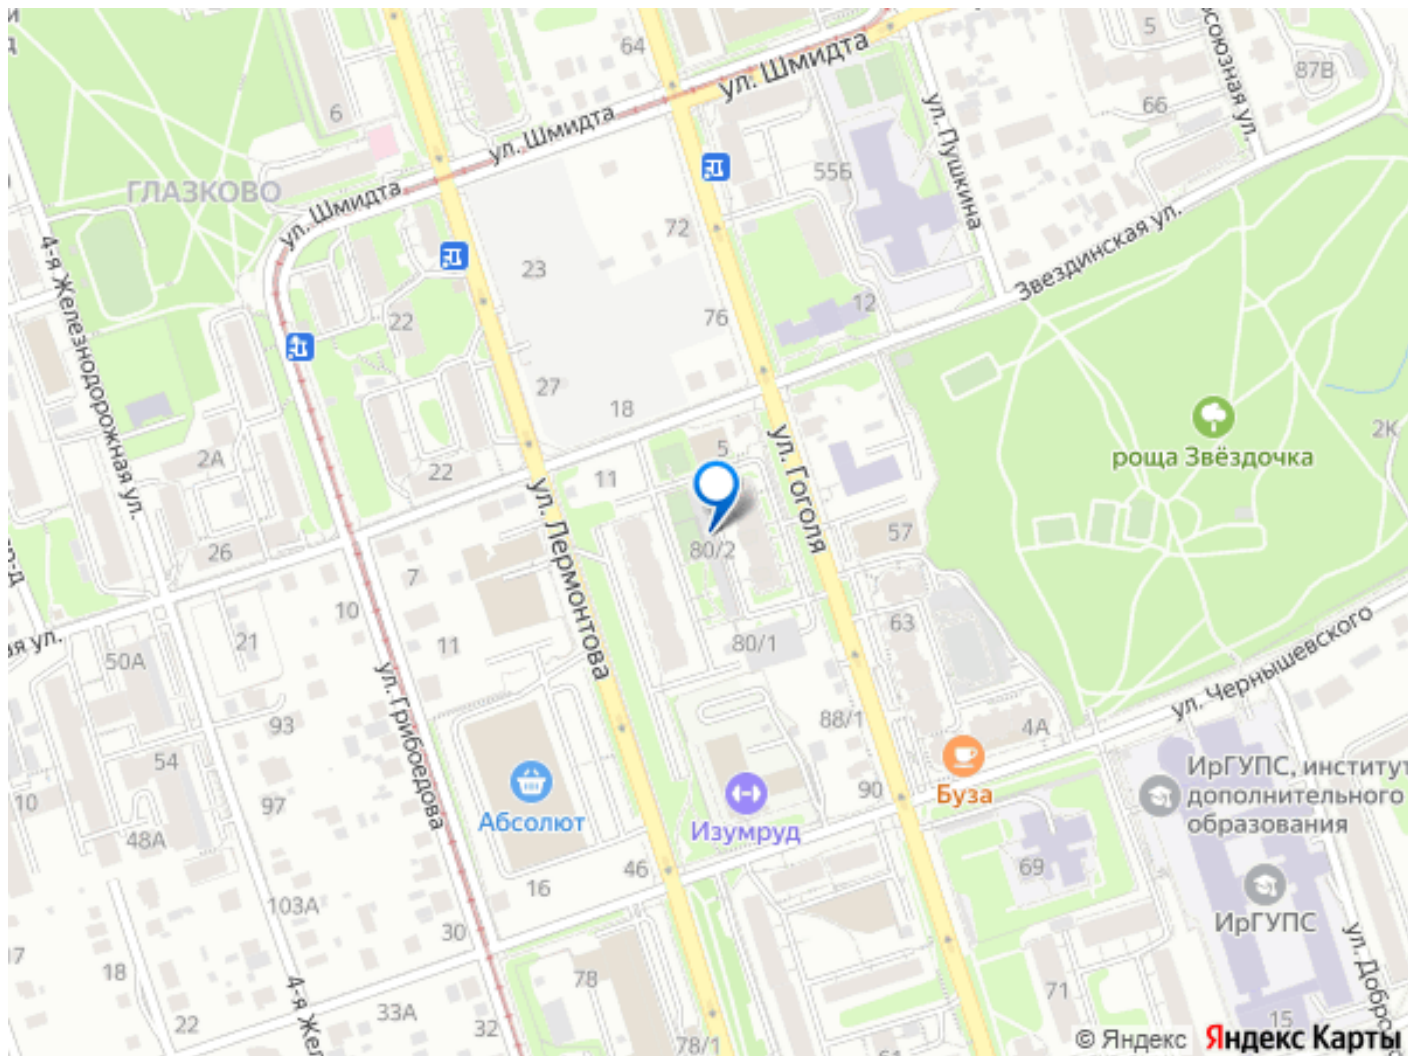 64
ул. Шмидта
5
87В
6
ул. Шмидта
ул. Пушкина
66
55Б
ГЛАЗКОВО
ул. Шмидта
72
Звездинская ул.
23
4-я Железнодорожная ул.
12
22
76
27
18
роща Звёздочка
2К
2А
22
11
5
ул. Гоголя
26
ул. Лермонтова
80/2
57
7
10
21
11
50А
80/1
63
ул. Чернышевского
ул. Грибоедова
93
88/1
4А
54
10
97
Абсолют
Изумруд
90
Буза
ИрГУПС, институт
дополнительного
образования
48А
46
16
69
103А
30
ИрГУПС
18
78
71
22
33А
32
78/1
15
© Яндекс Яндекс Карты